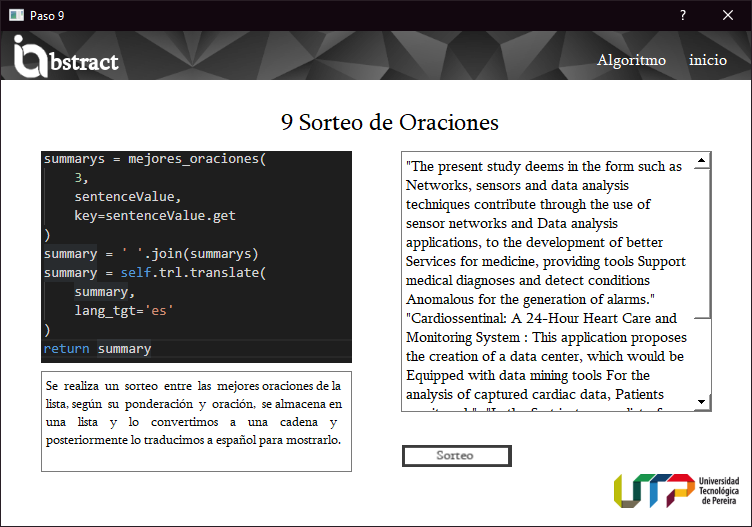 Paso 9
?
bstract
Algoritmo
inicio
9 Sorteo de Oraciones
summarys = mejores_oraciones(
3,
sentenceValue,
key=sentenceValue.get
)
summary = ' '.join(summarys)
summary = self.trl.translate(
summary,
lang_tgt='es'
)
return summary
Se realiza un sorteo entre las mejores oraciones de la
lista, según su ponderación y oración, se almacena en
una lista y lo convertimos a una cadena y
posteriormente lo traducimos a español para mostrarlo.
"The present study deems in the form such as
Networks, sensors and data analysis
techniques contribute through the use of
sensor networks and Data analysis
applications, to the development of better
Services for medicine, providing tools Support
medical diagnoses and detect conditions
Anomalous for the generation of alarms."
"Cardiossentinal: A 24-Hour Heart Care and
Monitoring System : This application proposes
the creation of a data center, which would be
Equipped with data mining tools For the
analysis of captured cardiac data, Patients
Sorteo
UTP
Universidad
Tecnológica
de Pereira